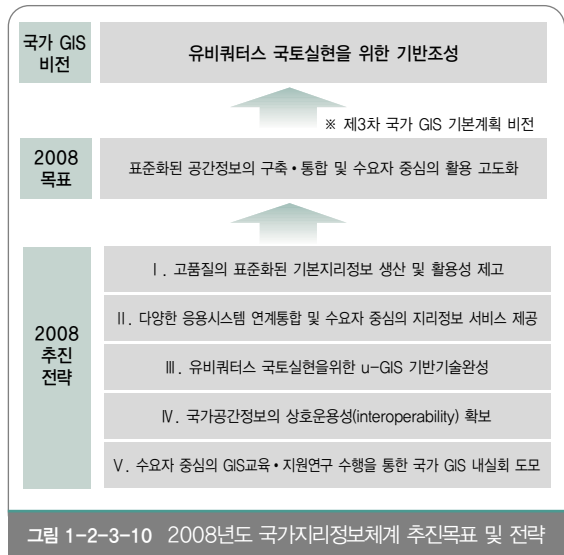 국가 GIS
비전
유비쿼터스 국토실현을 위한 기반조성
※ 제3차 국가 GIS 기본계획 비전
2008
목표
표준화된 공간정보의 구축•통합 및 수요자 중심의 활용 고도화
2008
추진
전략
Ⅰ. 고품질의 표준화된 기본지리정보 생산 및 활용성 제고
Ⅱ. 다양한 응용시스템 연계통합 및 수요자 중심의 지리정보 서비스 제공
Ⅲ. 유비쿼터스 국토실현을위한 u-GIS 기반기술완성
Ⅳ. 국가공간정보의 상호운용성(interoperability) 확보
Ⅴ. 수요자 중심의 GIS교육•지원연구 수행을 통한 국가 GIS 내실회 도모
그림 1-2-3-10 2008년도 국가지리정보체계 추진목표 및 전략